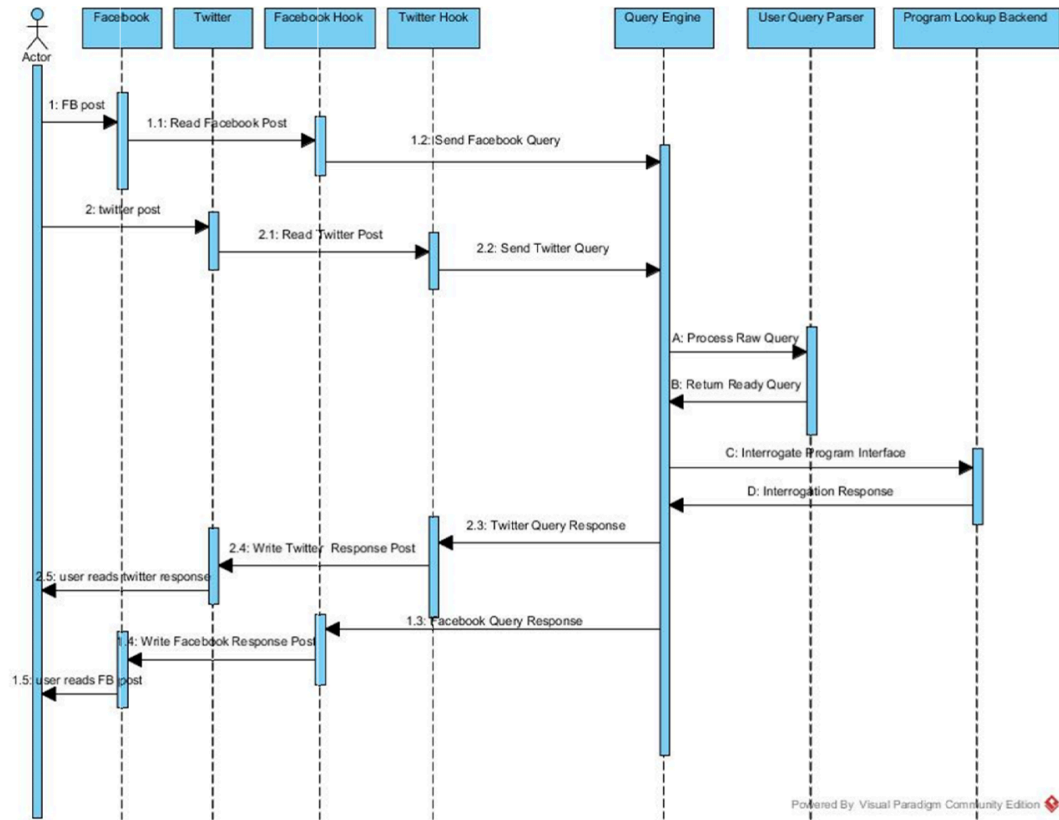 Facebook
Twitter
Facebook Hook
Twitter Hook
Query Engine
User Query Parser
Program Lookup Backend
Actor
1: FB post
1.1: Read Facebook Post
1.2: Send Facebook Query
2: twitter post
2.1: Read Twitter Post
2.2: Send Twitter Query
A: Process Raw Query
B: Return Ready Query
C: Interrogate Program Interface
D: Interrogation Response
2.3: Twitter Query Response
2.4: Write Twitter Response Post
2.5: user reads twitter response
1.3: Facebook Query Response
1.4: Write Facebook Response Post
1.5: user reads FB post
Powered By Visual Paradigm Community Edition